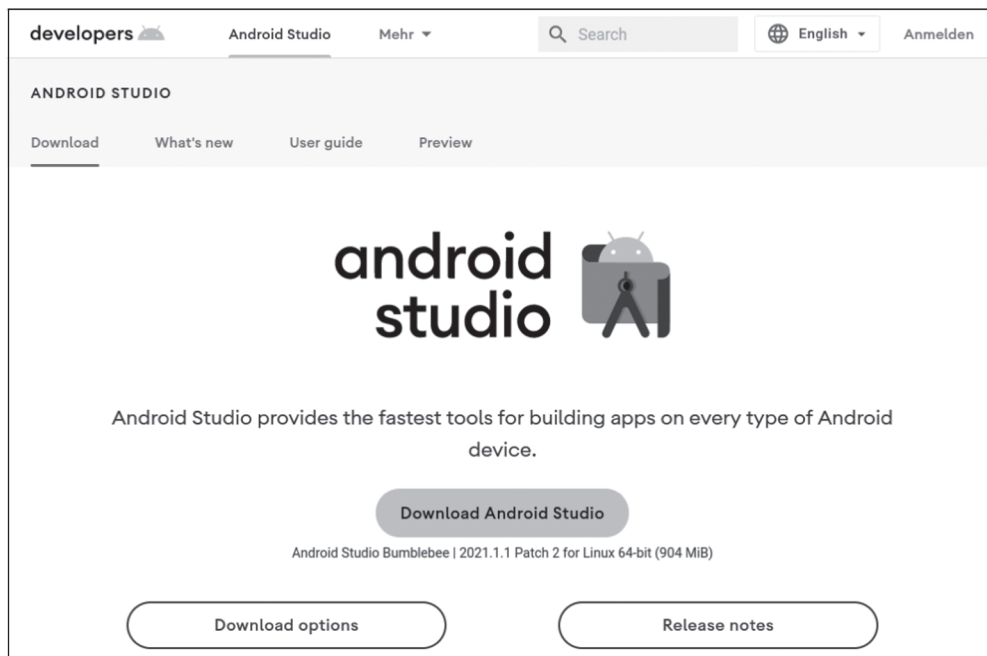 developers Android Studio Mehr Search English Anmelden
ANDROID STUDIO
Download What's new User guide Preview
android
studio
Android Studio provides the fastest tools for building apps on every type of Android
device.
Download Android Studio
Android Studio Bumblebee | 2021.1.1 Patch 2 for Linux 64-bit (904 MiB)
Download options Release notes